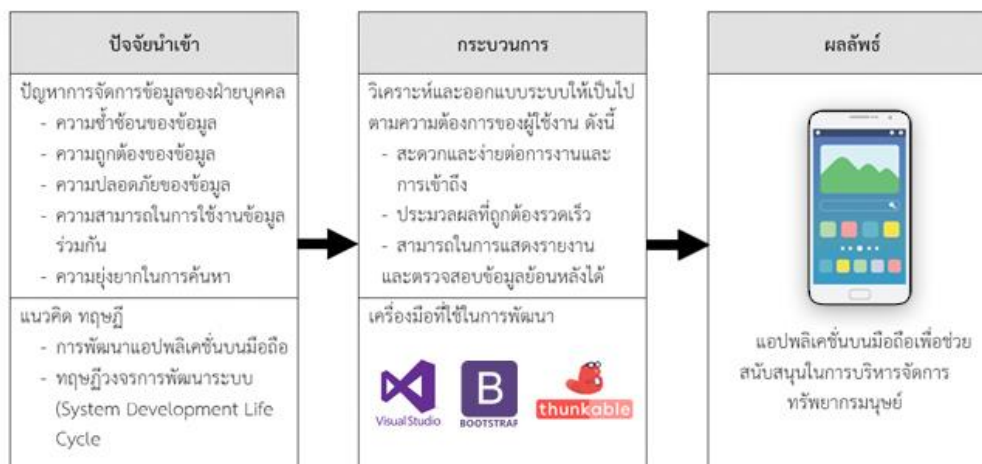 ปัจจัยนำเข้า
ปัญหาการจัดการข้อมูลของฝ่ายบุคคล
- ความซ้ำซ้อนของข้อมูล
- ความถูกต้องของข้อมูล
- ความปลอดภัยของข้อมูล
- ความสามารถในการใช้งานข้อมูล
ร่วมกัน
- ความยุ่งยากในการค้นหา
แนวคิด ทฤษฎี
- การพัฒนาแอปพลิเคชั่นบนมือถือ
- ทฤษฎีวงจรการพัฒนาระบบ
(System Development Life
Cycle
กระบวนการ
วิเคราะห์และออกแบบระบบให้เป็นไป
ตามความต้องการของผู้ใช้งาน ดังนี้
- สะดวกและง่ายต่อการงานและ
การเข้าถึง
- ประมวลผลที่ถูกต้องรวดเร็ว
- สามารถในการแสดงรายงาน
และตรวจสอบข้อมูลย้อนหลังได้
เครื่องมือที่ใช้ในการพัฒนา
Visual Studio
B
BOOTSTRAP
thunkable
ผลลัพธ์
แอปพลิเคชั่นบนมือถือเพื่อช่วย
สนับสนุนในการบริหารจัดการ
ทรัพยากรมนุษย์